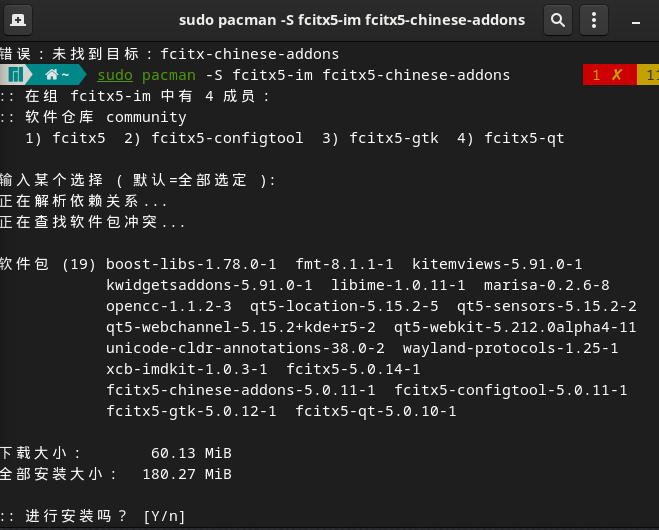 sudo pacman -S fcitx5-im fcitx5-chinese-addons
错误：未找到目标：fcitx-chinese-addons
~ sudo pacman -S fcitx5-im fcitx5-chinese-addons 1 ✘ 11
:: 在组 fcitx5-im 中有 4 成员：
:: 软件仓库 community
1) fcitx5 2) fcitx5-configtool 3) fcitx5-gtk 4) fcitx5-qt
输入某个选择 ( 默认=全部选定 ):
正在解析依赖关系...
正在查找软件包冲突...
软件包 (19) boost-libs-1.78.0-1 fmt-8.1.1-1 kitemviews-5.91.0-1
kwidgetsaddons-5.91.0-1 libime-1.0.11-1 marisa-0.2.6-8
opencc-1.1.2-3 qt5-location-5.15.2-5 qt5-sensors-5.15.2-2
qt5-webchannel-5.15.2+kde+r5-2 qt5-webkit-5.212.0alpha4-11
unicode-cldr-annotations-38.0-2 wayland-protocols-1.25-1
xcb-imdkit-1.0.3-1 fcitx5-5.0.14-1
fcitx5-chinese-addons-5.0.11-1 fcitx5-configtool-5.0.11-1
fcitx5-gtk-5.0.12-1 fcitx5-qt-5.0.10-1
下载大小： 60.13 MiB
全部安装大小： 180.27 MiB
:: 进行安装吗？ [Y/n]